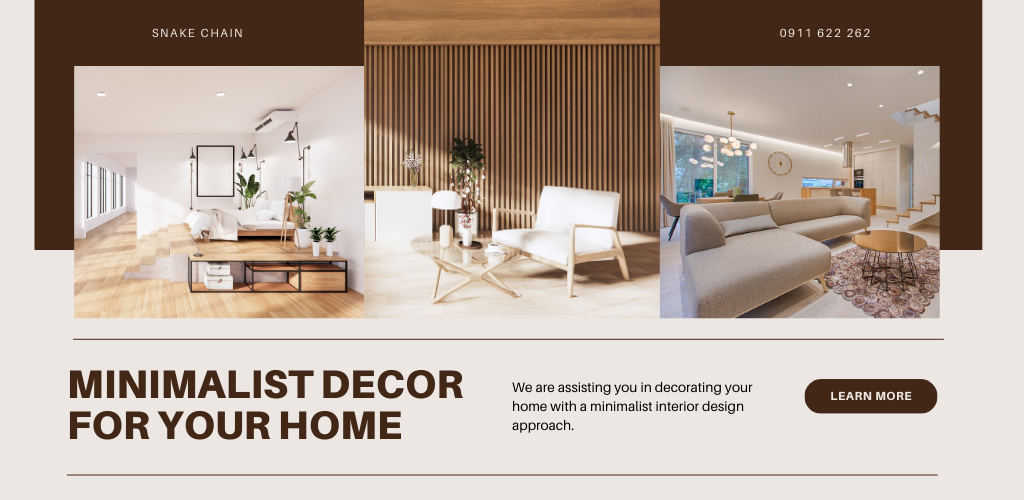 SNAKE CHAIN
0911 622 262
MINIMALIST DECOR
FOR YOUR HOME
We are assisting you in decorating your
home with a minimalist interior design
approach.
LEARN MORE